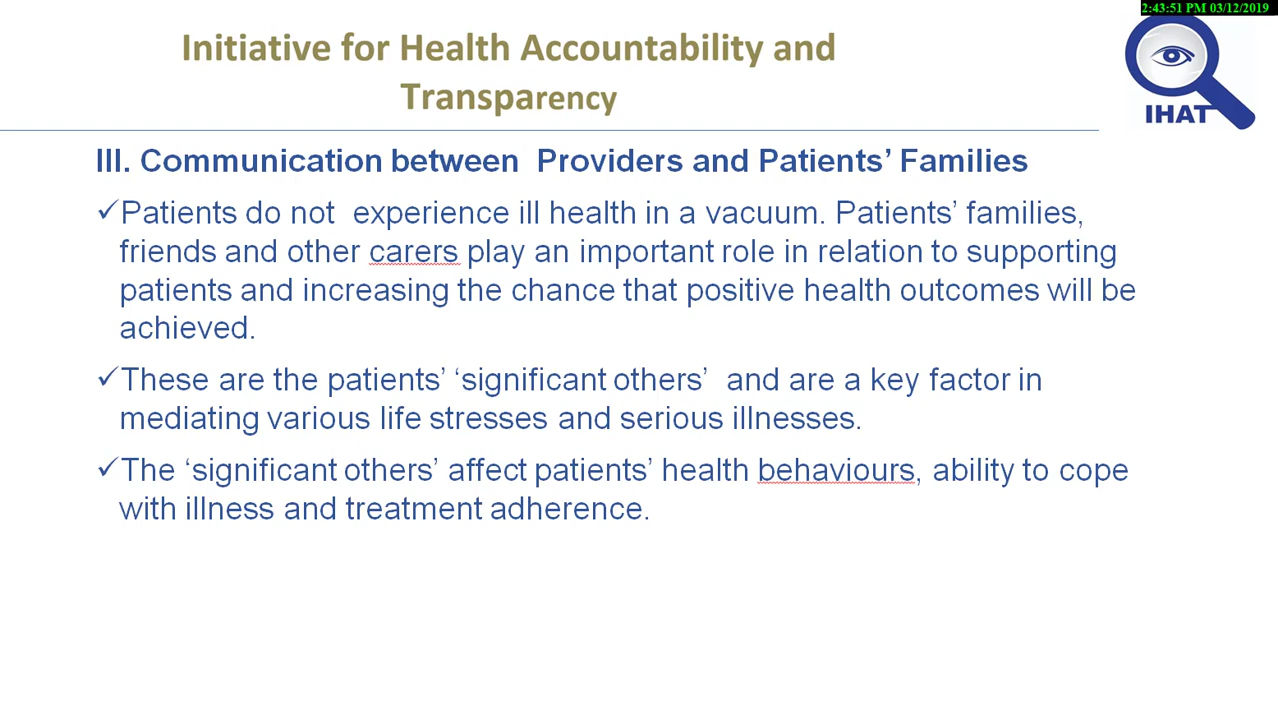 2:43:51 PM 03/12/2019
Initiative for Health Accountability and
Transparency
IHAT
III. Communication between  Providers and Patients’ Families
✓Patients do not  experience ill health in a vacuum. Patients’ families,
friends and other carers play an important role in relation to supporting
patients and increasing the chance that positive health outcomes will be
achieved.
✓These are the patients’ ‘significant others’  and are a key factor in
mediating various life stresses and serious illnesses.
✓The ‘significant others’ affect patients’ health behaviours, ability to cope
with illness and treatment adherence.